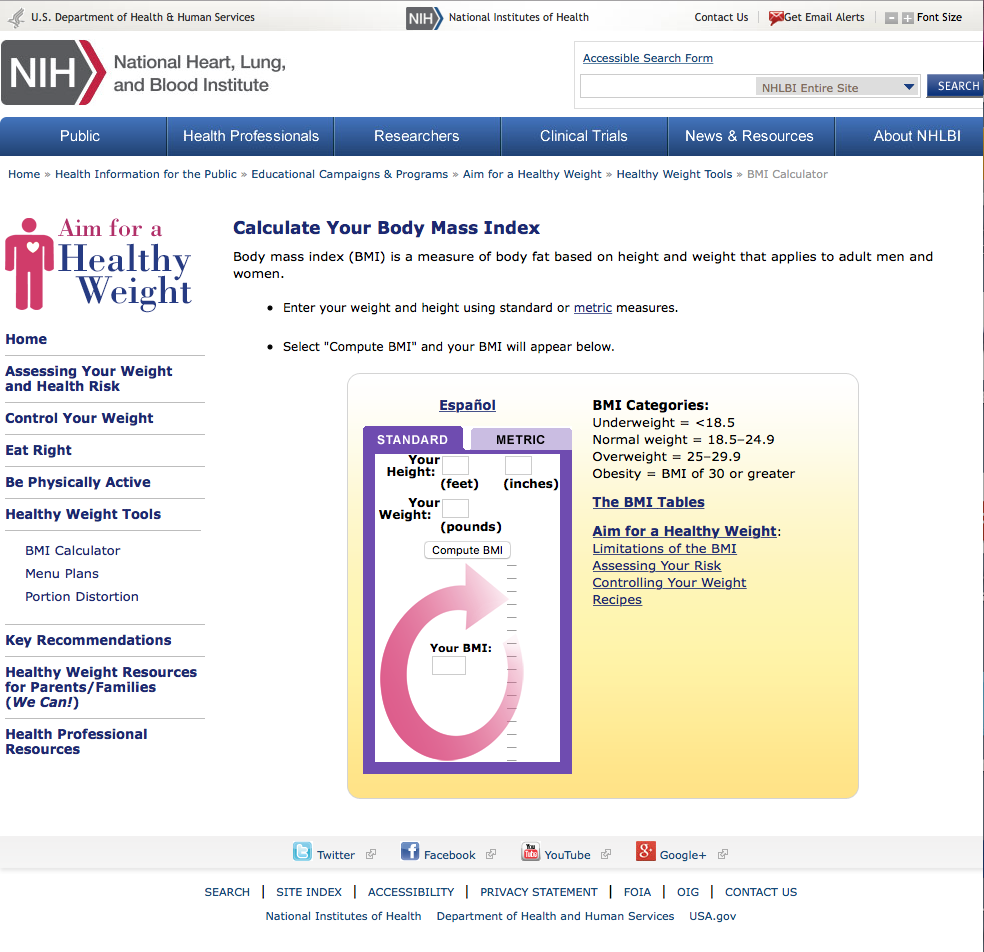 U.S. Department of Health & Human Services
NIH National Institutes of Health
Contact Us
Get Email Alerts
Font Size
NIH National Heart, Lung,
and Blood Institute
Accessible Search Form
NHLBI Entire Site
SEARCH
Public
Health Professionals
Researchers
Clinical Trials
News & Resources
About NHLBI
Home » Health Information for the Public » Educational Campaigns & Programs » Aim for a Healthy Weight » Healthy Weight Tools » BMI Calculator
Aim for a
Healthy
Weight
Home
Assessing Your Weight
and Health Risk
Control Your Weight
Eat Right
Be Physically Active
Healthy Weight Tools
BMI Calculator
Menu Plans
Portion Distortion
Key Recommendations
Healthy Weight Resources
for Parents/Families
(We Can!)
Health Professional
Resources
Calculate Your Body Mass Index
Body mass index (BMI) is a measure of body fat based on height and weight that applies to adult men and
women.
• Enter your weight and height using standard or metric measures.
• Select "Compute BMI" and your BMI will appear below.
Español
STANDARD
METRIC
Your
Height:
(feet)
(inches)
Your
Weight:
(pounds)
Compute BMI
Your BMI:
BMI Categories:
Underweight = <18.5
Normal weight = 18.5–24.9
Overweight = 25–29.9
Obesity = BMI of 30 or greater
The BMI Tables
Aim for a Healthy Weight:
Limitations of the BMI
Assessing Your Risk
Controlling Your Weight
Recipes
Twitter
Facebook
You Tube YouTube
g+ Google+
SEARCH | SITE INDEX | ACCESSIBILITY | PRIVACY STATEMENT | FOIA | OIG | CONTACT US
National Institutes of Health Department of Health and Human Services USA.gov